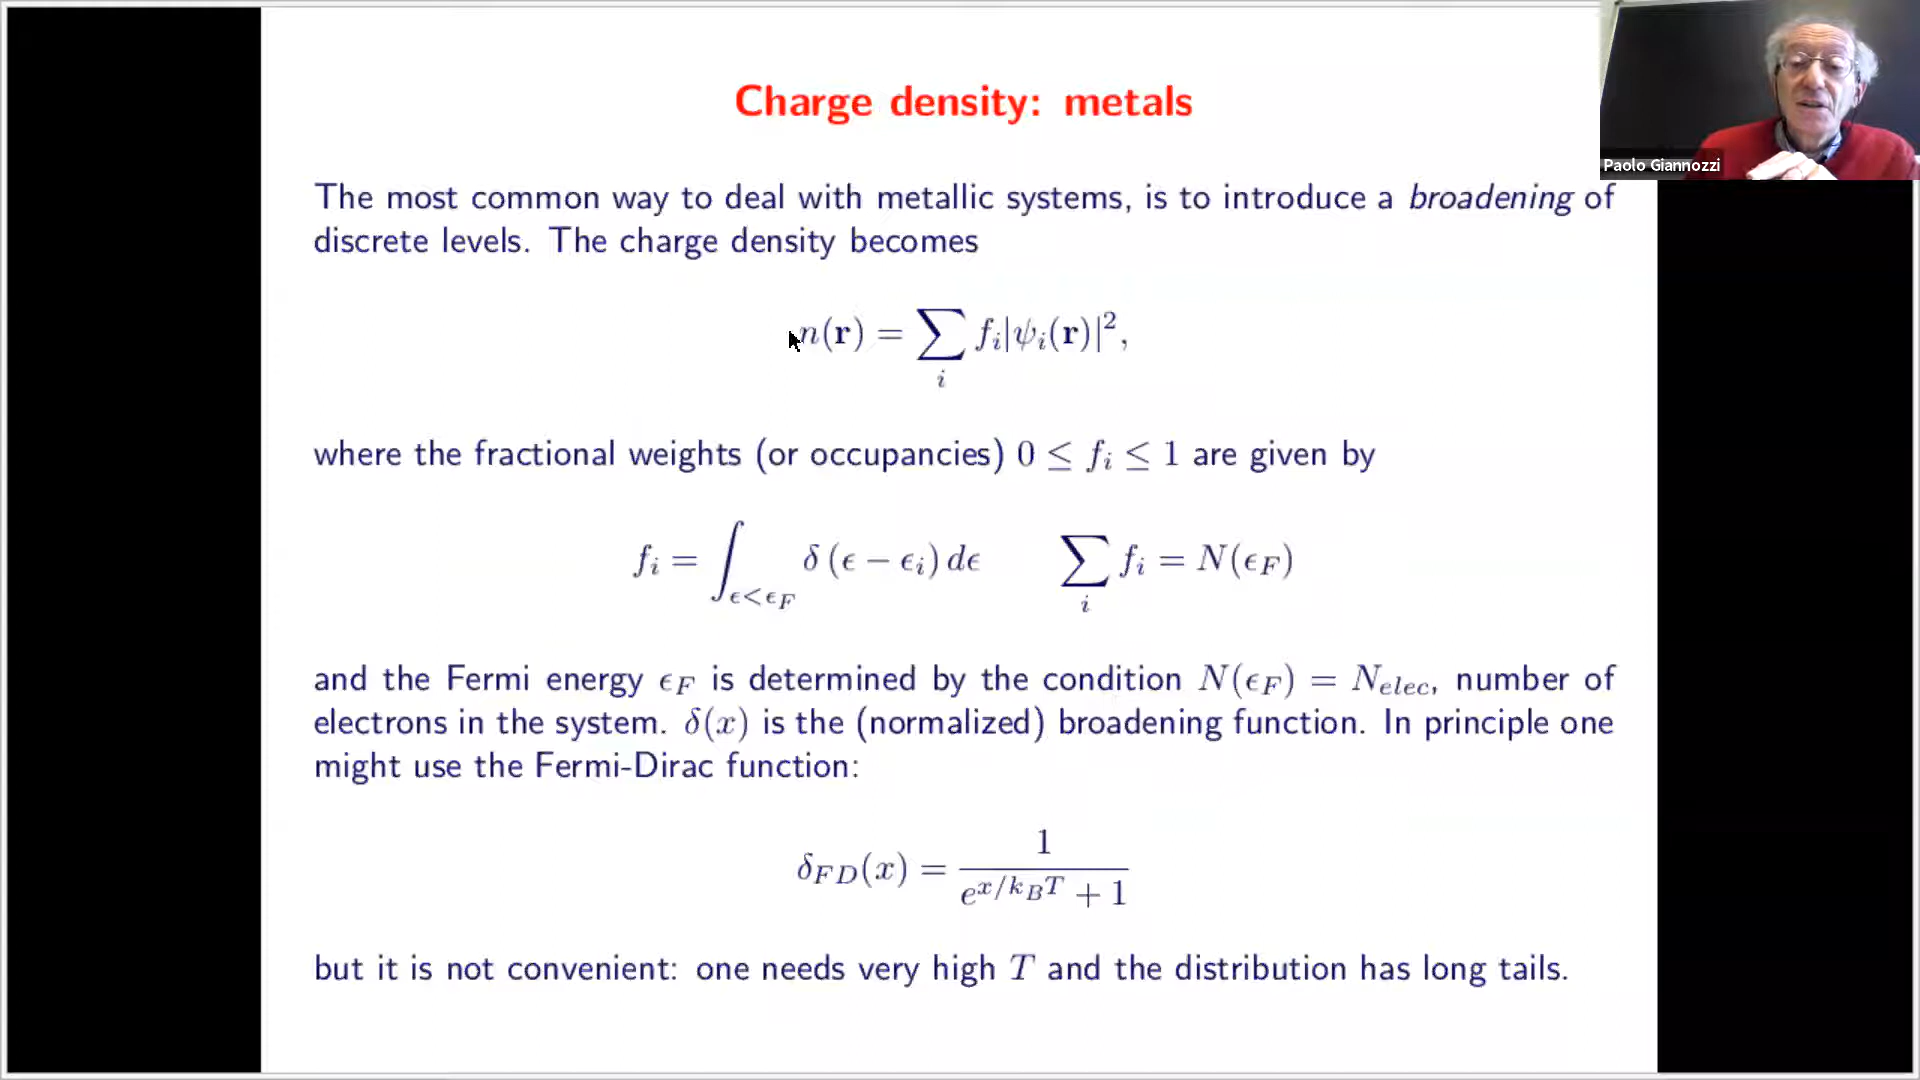 Charge density: metals
Paolo Giannozzi
The most common way to deal with metallic systems, is to introduce a broadening of
discrete levels. The charge density becomes
n(r) = ∑_i f_i|ψ_i(r)|²,
where the fractional weights (or occupancies) 0 ≤ f_i ≤ 1 are given by
f_i = ∫_{ϵ<ϵ_F} δ (ϵ − ϵ_i) dϵ ∑_i f_i = N(ϵ_F)
and the Fermi energy ϵ_F is determined by the condition N(ϵ_F) = N_{elec}, number of
electrons in the system. δ(x) is the (normalized) broadening function. In principle one
might use the Fermi-Dirac function:
δ_{FD}(x) = 1 / (e^{x/k_BT} + 1)
but it is not convenient: one needs very high T and the distribution has long tails.